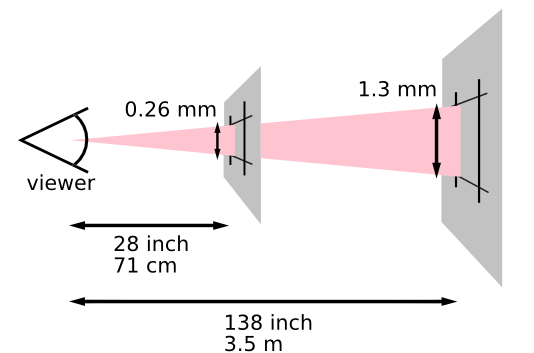 1.3 mm
0.26 mm
viewer
28 inch
71 cm
138 inch
3.5 m